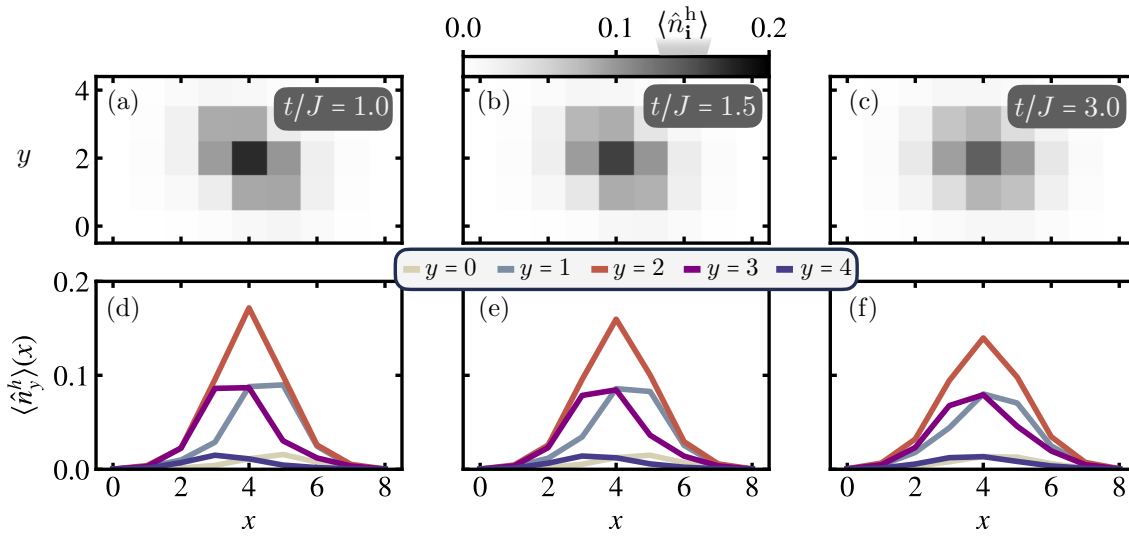 0.0 0.1 0.2
⟨n̂ᵢʰ⟩
(a) t/J = 1.0
(b) t/J = 1.5
(c) t/J = 3.0
4
2
0
y
y = 0 y = 1 y = 2 y = 3 y = 4
(d)
(e)
(f)
0.2
0.1
0.0
⟨n̂_y^h⟩(x)
0 2 4 6 8
0 2 4 6 8
0 2 4 6 8
x
x
x